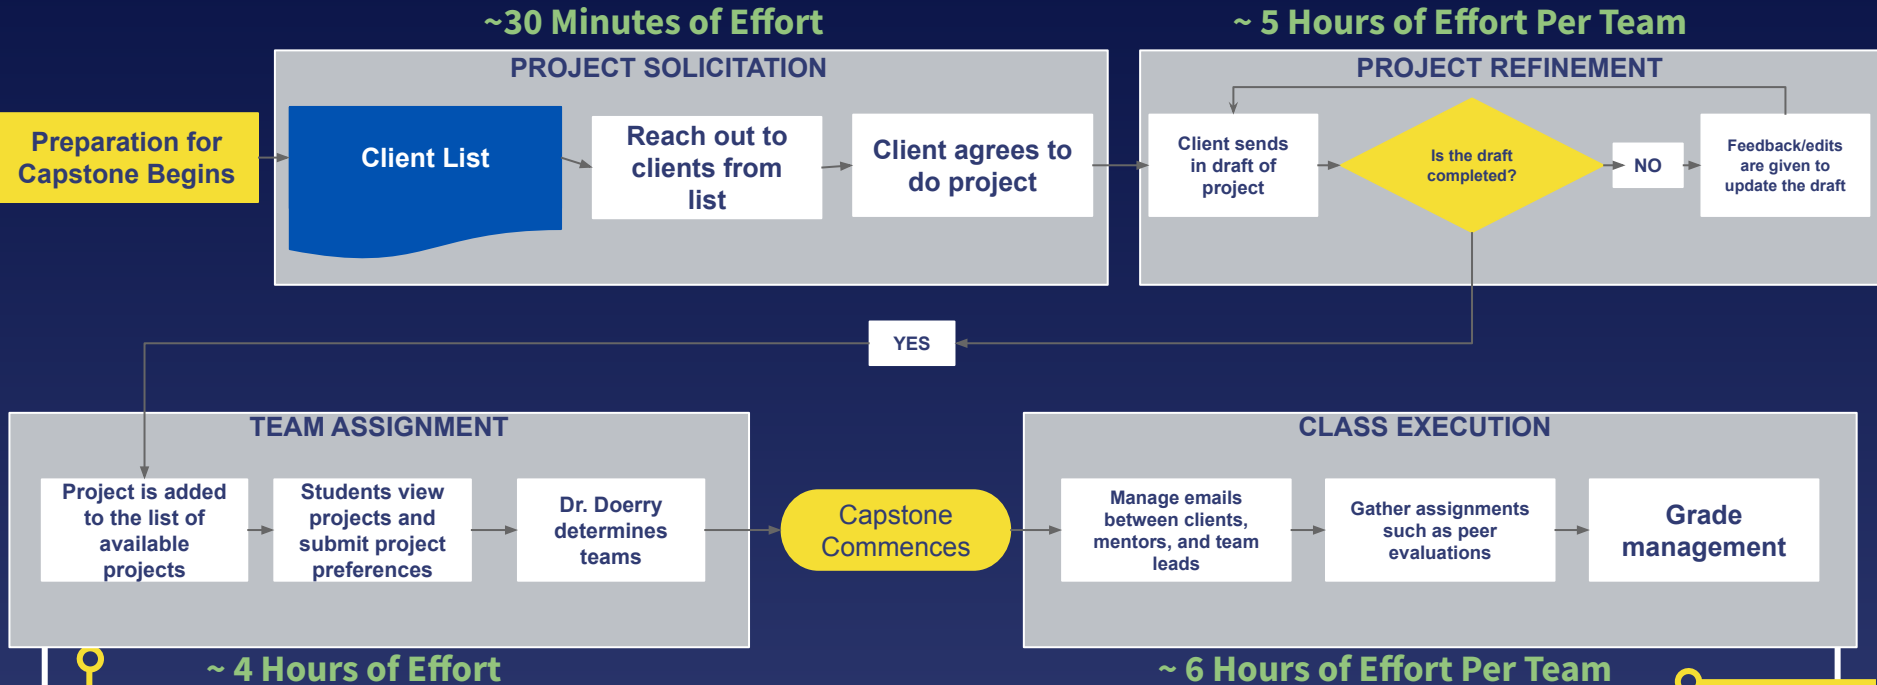 ~30 Minutes of Effort
~ 5 Hours of Effort Per Team
PROJECT SOLICITATION
PROJECT REFINEMENT
Preparation for
Capstone Begins
Client List
Reach out to
clients from
list
Client agrees to
do project
Client sends
in draft of
project
Is the draft
completed?
NO
Feedback/edits
are given to
update the draft
YES
TEAM ASSIGNMENT
CLASS EXECUTION
Project is added
to the list of
available
projects
Students view
projects and
submit project
preferences
Dr. Doerry
determines
teams
Capstone
Commences
Manage emails
between clients,
mentors, and team
leads
Gather assignments
such as peer
evaluations
Grade
management
~ 4 Hours of Effort
~ 6 Hours of Effort Per Team